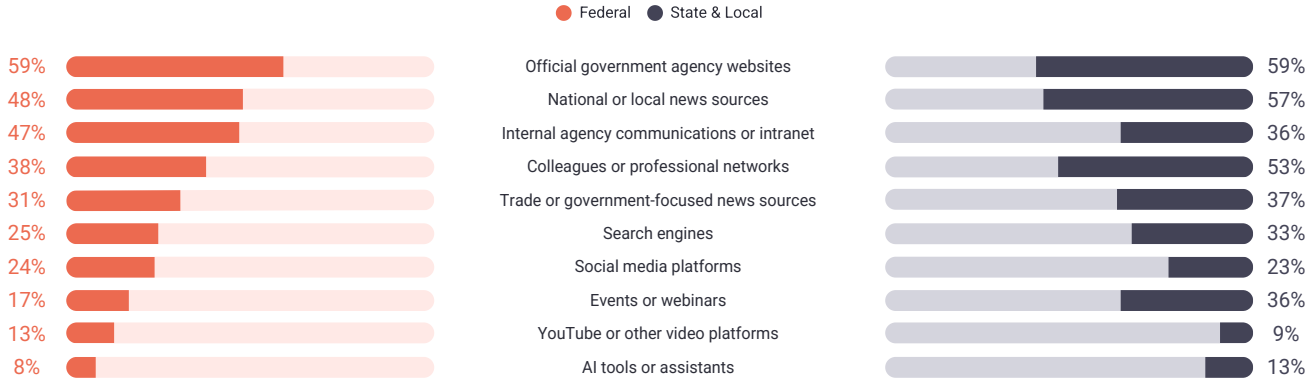 Federal State & Local
59% Official government agency websites 59%
48% National or local news sources 57%
47% Internal agency communications or intranet 36%
38% Colleagues or professional networks 53%
31% Trade or government-focused news sources 37%
25% Search engines 33%
24% Social media platforms 23%
17% Events or webinars 36%
13% YouTube or other video platforms 9%
8% AI tools or assistants 13%